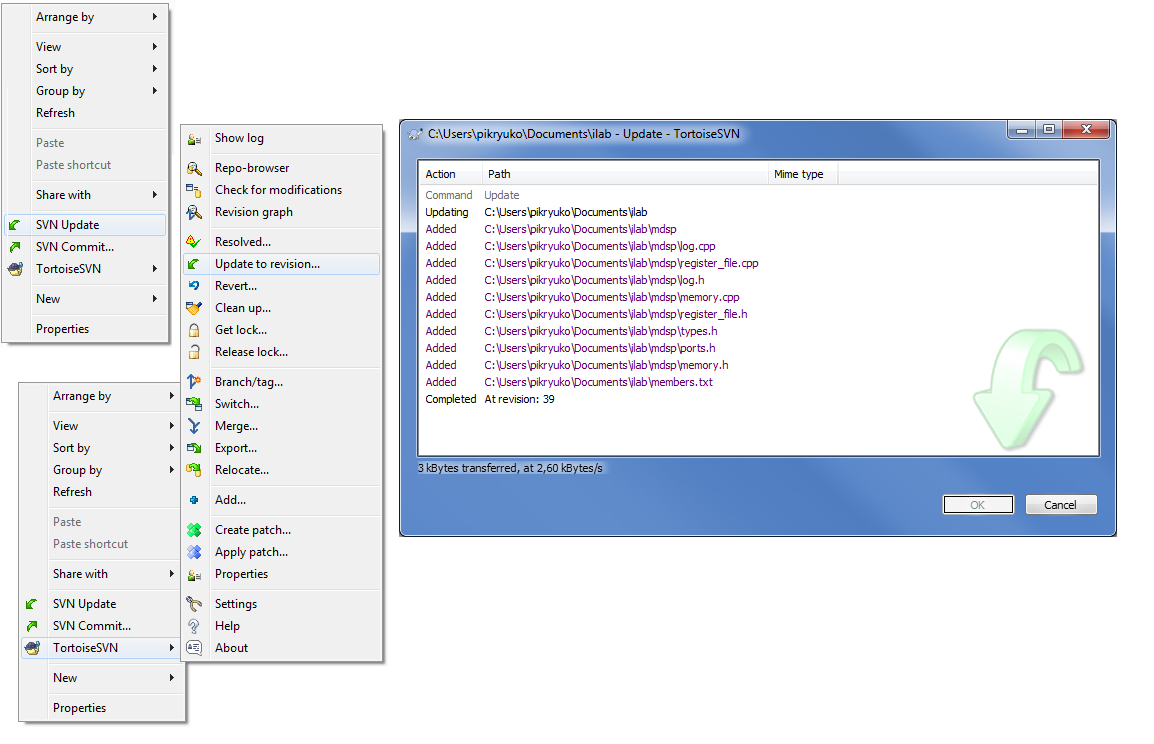 Arrange by
View
Sort by
Group by
Refresh
Paste
Paste shortcut
Share with
SVN Update
SVN Commit...
TortoiseSVN
New
Properties
Arrange by
View
Sort by
Group by
Refresh
Paste
Paste shortcut
Share with
SVN Update
SVN Commit...
TortoiseSVN
New
Properties
Show log
Repo-browser
Check for modifications
Revision graph
Resolved...
Update to revision...
Revert...
Clean up...
Get lock...
Release lock...
Branch/tag...
Switch...
Merge...
Export...
Relocate...
Add...
Create patch...
Apply patch...
Properties
Settings
Help
About
C:\Users\pikryuko\Documents\ilab - Update - TortoiseSVN
Action Path Mime type
Command Update
Updating C:\Users\pikryuko\Documents\ilab
Added C:\Users\pikryuko\Documents\ilab\mdsp
Added C:\Users\pikryuko\Documents\ilab\mdsp\log.cpp
Added C:\Users\pikryuko\Documents\ilab\mdsp\register_file.cpp
Added C:\Users\pikryuko\Documents\ilab\mdsp\log.h
Added C:\Users\pikryuko\Documents\ilab\mdsp\memory.cpp
Added C:\Users\pikryuko\Documents\ilab\mdsp\register_file.h
Added C:\Users\pikryuko\Documents\ilab\mdsp\types.h
Added C:\Users\pikryuko\Documents\ilab\mdsp\ports.h
Added C:\Users\pikryuko\Documents\ilab\mdsp\memory.h
Added C:\Users\pikryuko\Documents\ilab\members.txt
Completed At revision: 39
3 kBytes transferred, at 2,60 kBytes/s
OK Cancel